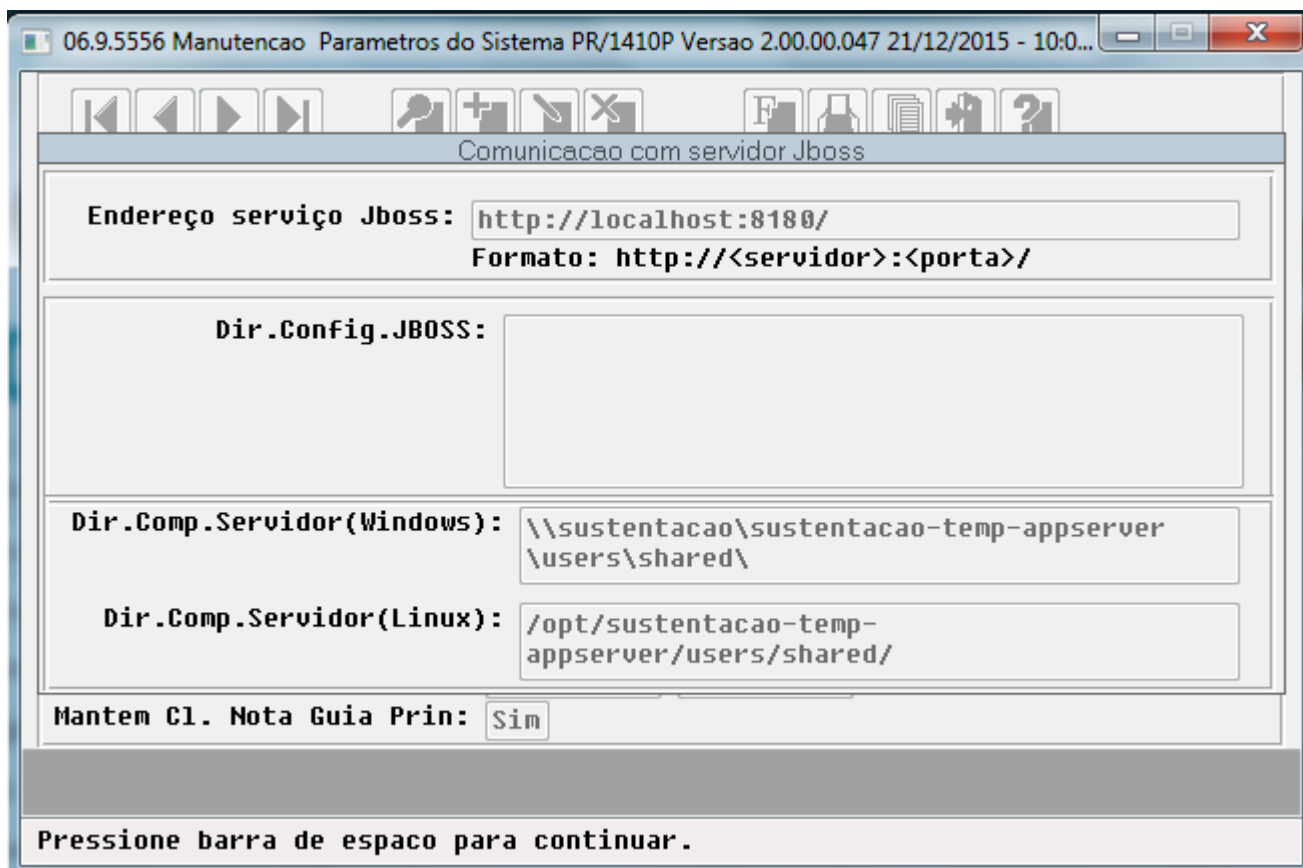 06.9.5556 Manutencao  Parametros do Sistema PR/1410P Versao 2.00.00.047 21/12/2015 - 10:0...
F ?
Comunicacao com servidor Jboss
Endereço serviço Jboss: http://localhost:8180/
Formato: http://<servidor>:<porta>/
Dir.Config.JBOSS:
Dir.Comp.Servidor(Windows): \\sustentacao\sustentacao-temp-appserver
\users\shared\
Dir.Comp.Servidor(Linux): /opt/sustentacao-temp-
appserver/users/shared/
Mantem Cl. Nota Guia Prin: Sim
Pressione barra de espaco para continuar.